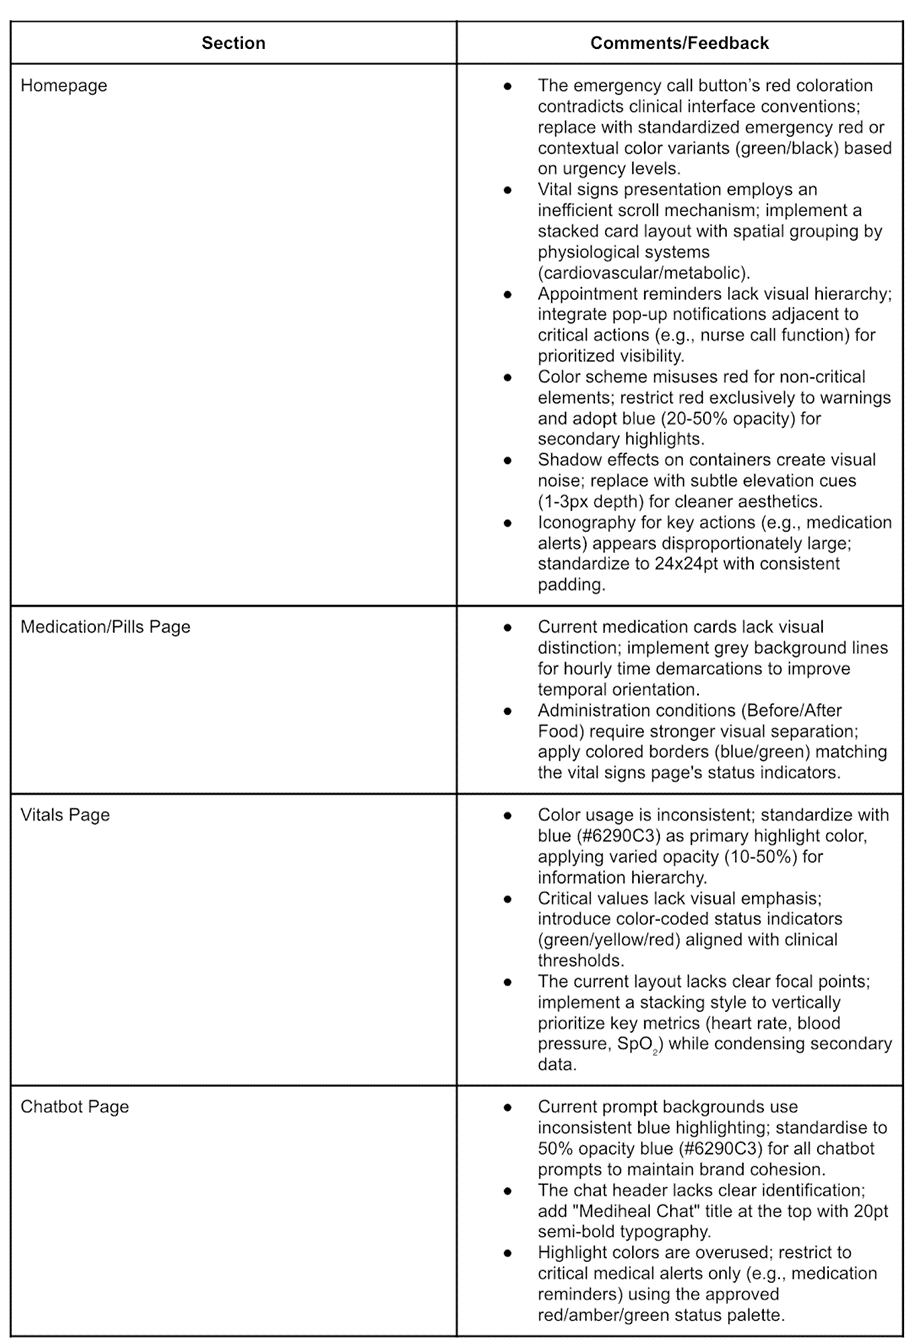 Section
Comments/Feedback
Homepage
● The emergency call button’s red coloration
contradicts clinical interface conventions;
replace with standardized emergency red or
contextual color variants (green/black) based
on urgency levels.
● Vital signs presentation employs an
inefficient scroll mechanism; implement a
stacked card layout with spatial grouping by
physiological systems
(cardiovascular/metabolic).
● Appointment reminders lack visual hierarchy;
integrate pop-up notifications adjacent to
critical actions (e.g., nurse call function) for
prioritized visibility.
● Color scheme misuses red for non-critical
elements; restrict red exclusively to warnings
and adopt blue (20-50% opacity) for
secondary highlights.
● Shadow effects on containers create visual
noise; replace with subtle elevation cues
(1-3px depth) for cleaner aesthetics.
● Iconography for key actions (e.g., medication
alerts) appears disproportionately large;
standardize to 24x24pt with consistent
padding.
Medication/Pills Page
● Current medication cards lack visual
distinction; implement grey background lines
for hourly time demarcations to improve
temporal orientation.
● Administration conditions (Before/After
Food) require stronger visual separation;
apply colored borders (blue/green) matching
the vital signs page's status indicators.
Vitals Page
● Color usage is inconsistent; standardize with
blue (#6290C3) as primary highlight color,
applying varied opacity (10-50%) for
information hierarchy.
● Critical values lack visual emphasis;
introduce color-coded status indicators
(green/yellow/red) aligned with clinical
thresholds.
● The current layout lacks clear focal points;
implement a stacking style to vertically
prioritize key metrics (heart rate, blood
pressure, SpO₂) while condensing secondary
data.
Chatbot Page
● Current prompt backgrounds use
inconsistent blue highlighting; standardise to
50% opacity blue (#6290C3) for all chatbot
prompts to maintain brand cohesion.
● The chat header lacks clear identification;
add "Mediheal Chat" title at the top with 20pt
semi-bold typography.
● Highlight colors are overused; restrict to
critical medical alerts only (e.g., medication
reminders) using the approved
red/amber/green status palette.